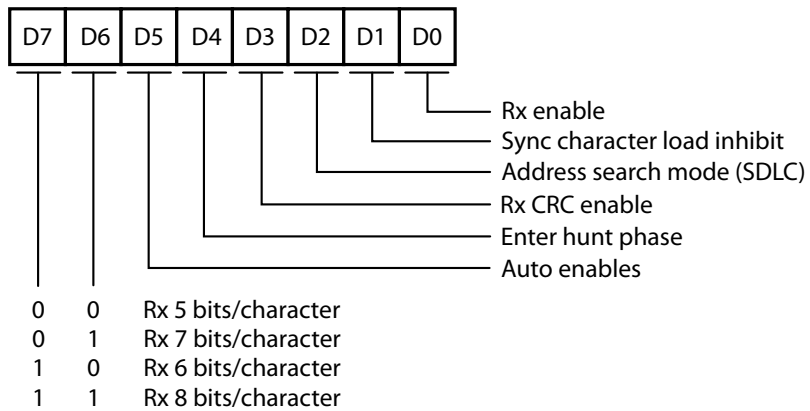 D7 D6 D5 D4 D3 D2 D1 D0
Rx enable
Sync character load inhibit
Address search mode (SDLC)
Rx CRC enable
Enter hunt phase
Auto enables
0 0 Rx 5 bits/character
0 1 Rx 7 bits/character
1 0 Rx 6 bits/character
1 1 Rx 8 bits/character